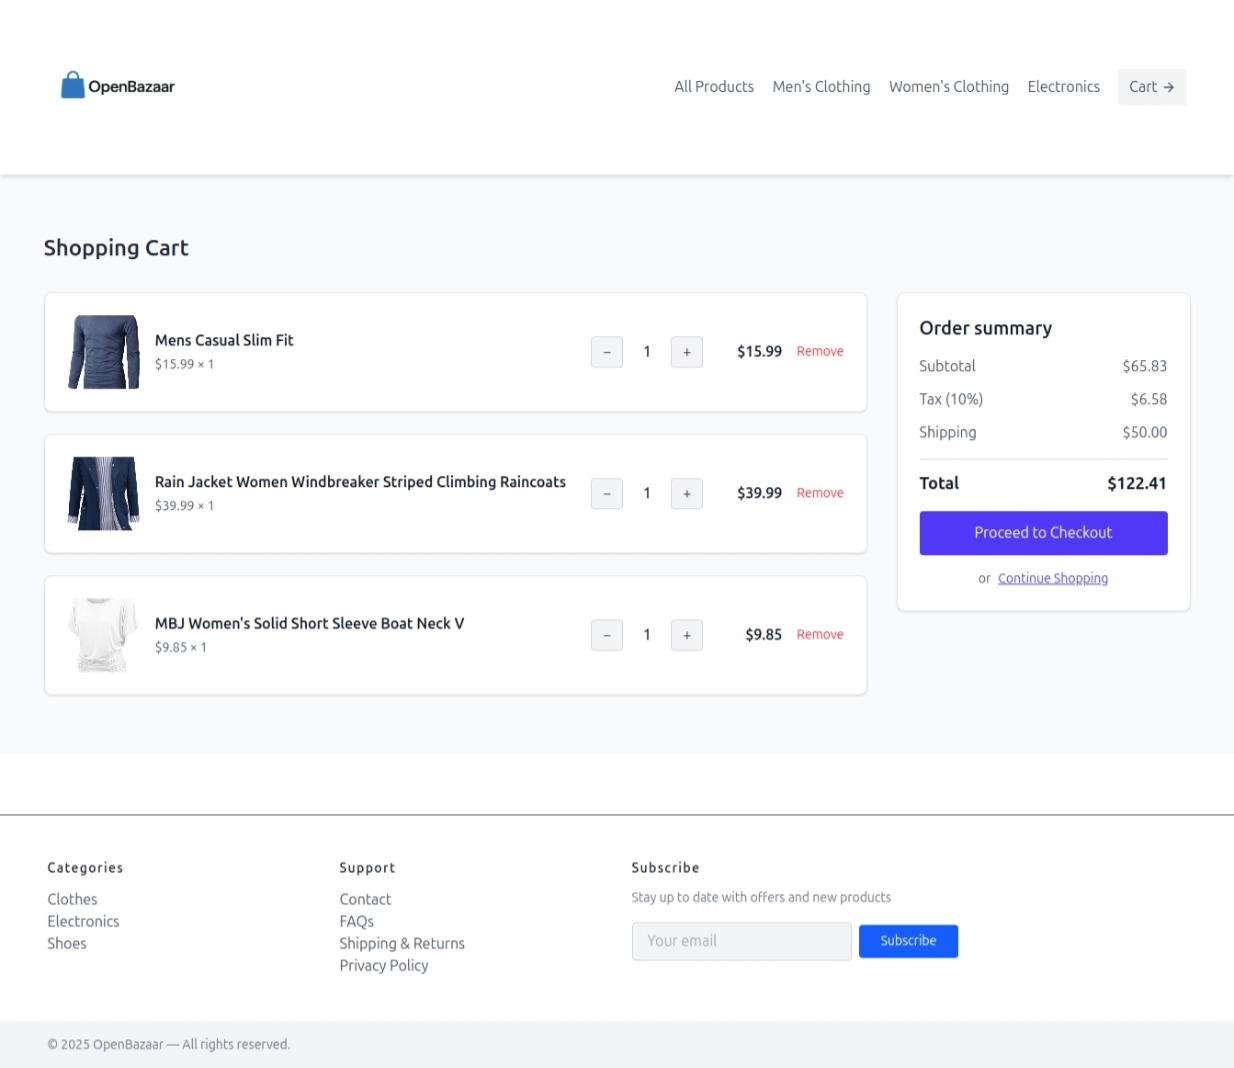 OpenBazaar
All Products Men's Clothing Women's Clothing Electronics Cart →
Shopping Cart
Mens Casual Slim Fit
$15.99 × 1
− 1 + $15.99 Remove
Rain Jacket Women Windbreaker Striped Climbing Raincoats
$39.99 × 1
− 1 + $39.99 Remove
MBJ Women's Solid Short Sleeve Boat Neck V
$9.85 × 1
− 1 + $9.85 Remove
Order summary
Subtotal $65.83
Tax (10%) $6.58
Shipping $50.00
Total $122.41
Proceed to Checkout
or Continue Shopping
Categories
Clothes
Electronics
Shoes
Support
Contact
FAQs
Shipping & Returns
Privacy Policy
Subscribe
Stay up to date with offers and new products
Your email Subscribe
© 2025 OpenBazaar — All rights reserved.